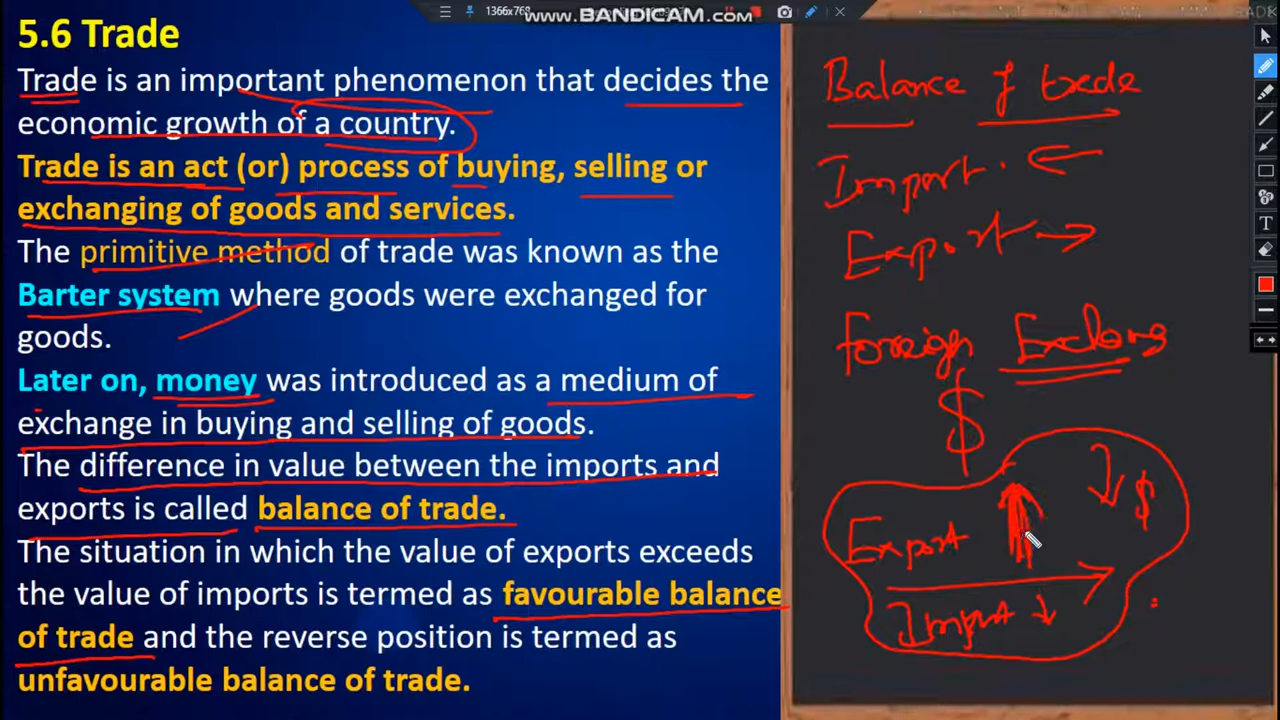 1366x768
www.BANDICAM.com
5.6 Trade
Trade is an important phenomenon that decides the
economic growth of a country.
Trade is an act (or) process of buying, selling or
exchanging of goods and services.
The primitive method of trade was known as the
Barter system where goods were exchanged for
goods.
Later on, money was introduced as a medium of
exchange in buying and selling of goods.
The difference in value between the imports and
exports is called balance of trade.
The situation in which the value of exports exceeds
the value of imports is termed as favourable balance
of trade and the reverse position is termed as
unfavourable balance of trade.
Balance of trade
Import. ←
Export →
Foreign
$
↓ $
Export ↑
Import ↓
T